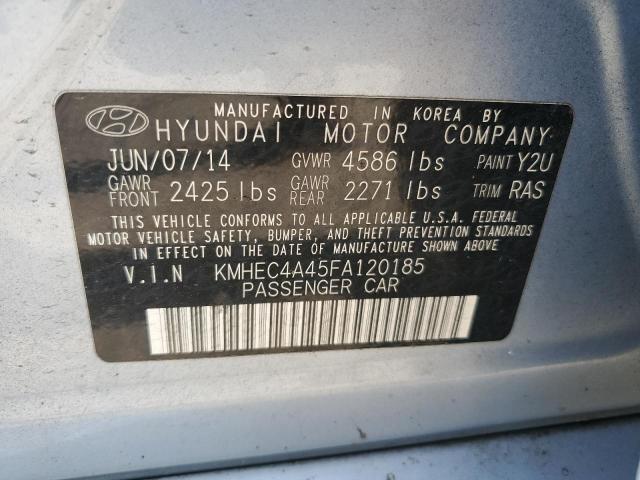 MANUFACTURED IN KOREA BY
HYUNDAI MOTOR COMPANY
JUN/07/14 GVWR 4586 lbs PAINT Y2U
GAWR FRONT 2425 lbs GAWR REAR 2271 lbs TRIM RAS
THIS VEHICLE CONFORMS TO ALL APPLICABLE U.S.A. FEDERAL
MOTOR VEHICLE SAFETY, BUMPER, AND THEFT PREVENTION STANDARDS
IN EFFECT ON THE DATE OF MANUFACTURE SHOWN ABOVE
V.I.N KMHEC4A45FA120185
PASSENGER CAR